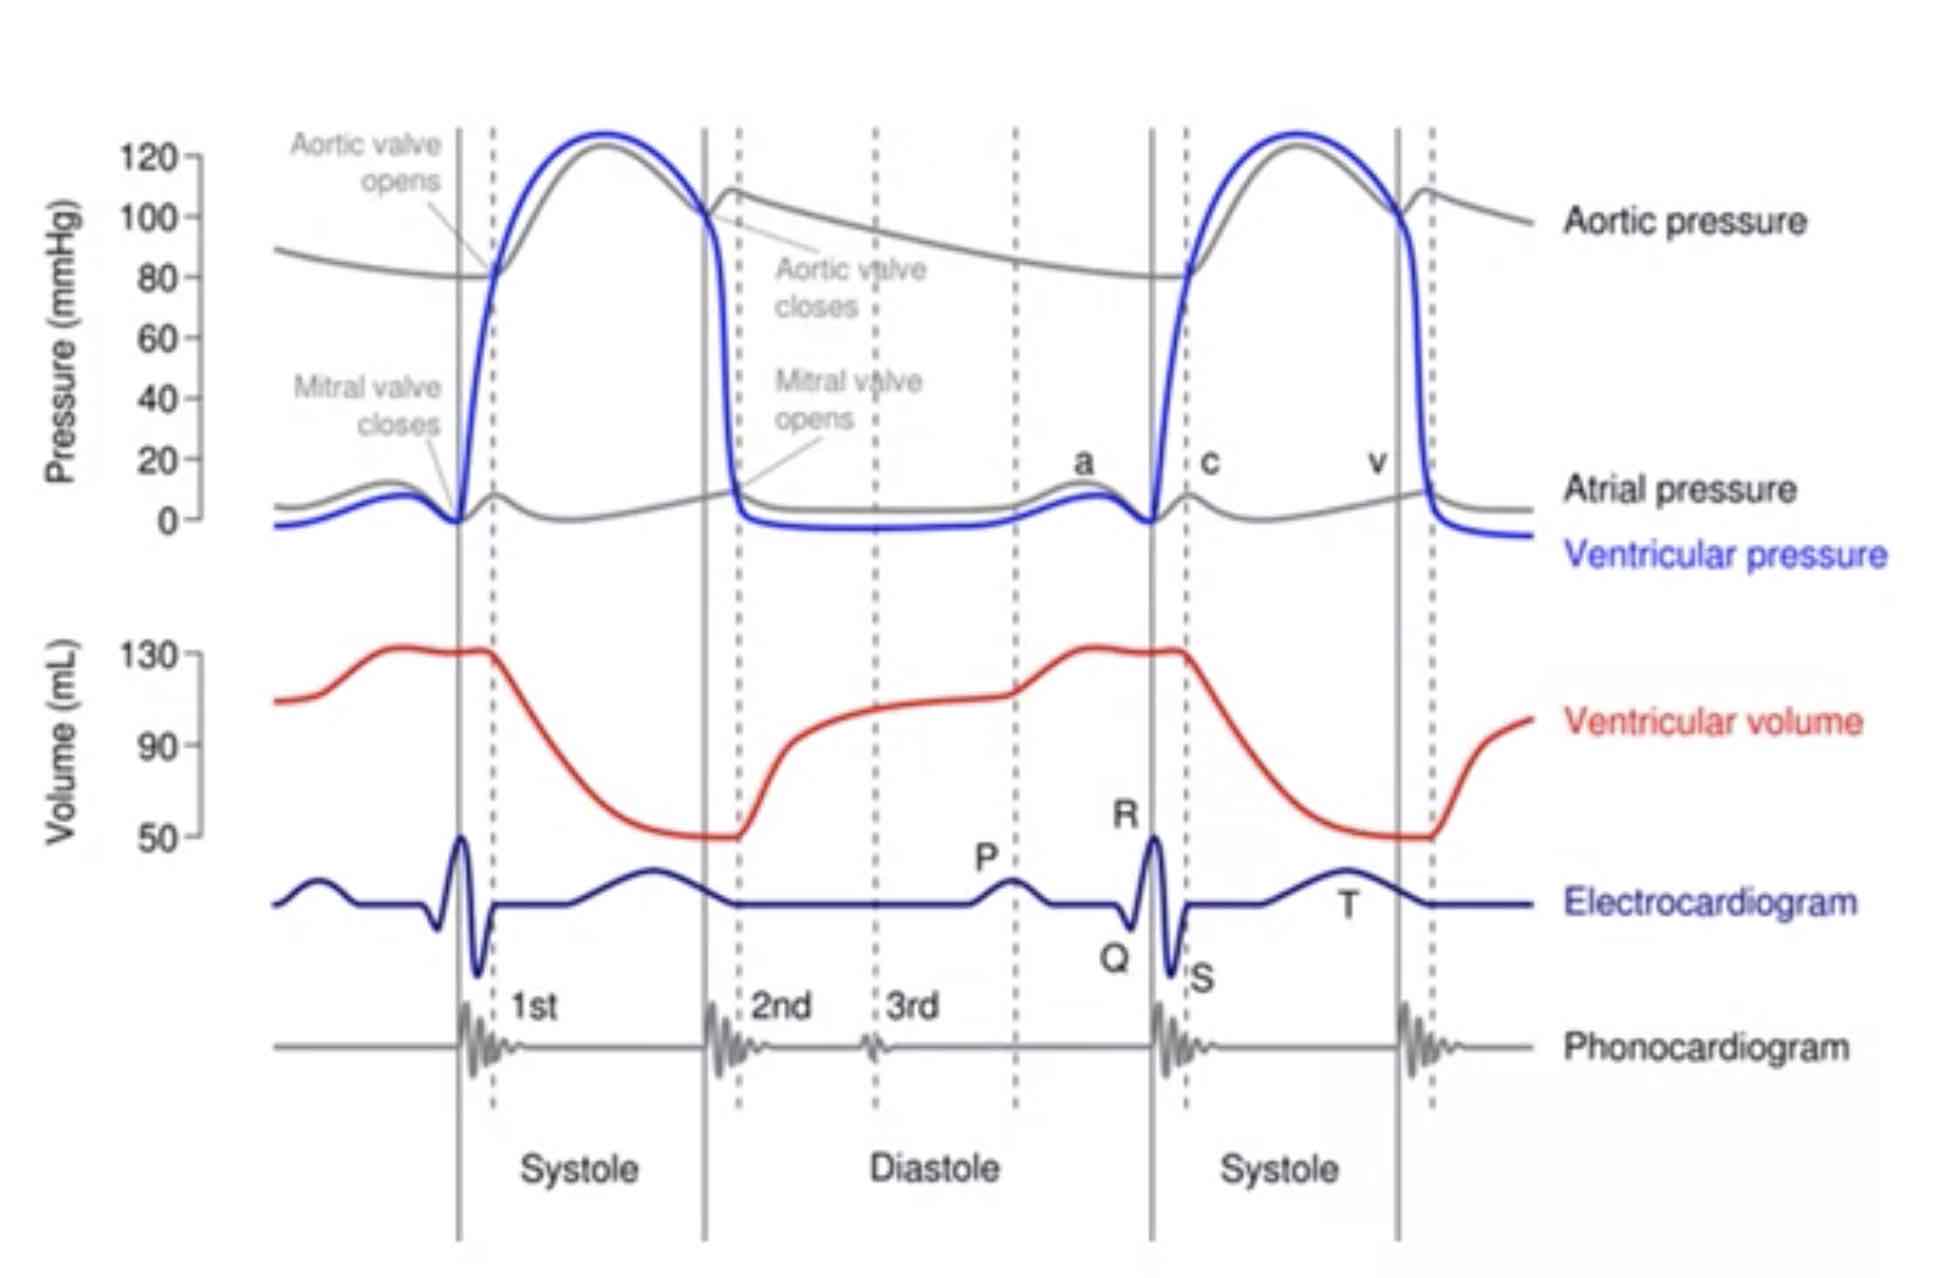 Aortic valve
opens
120
100
80
60
40
20
0
Pressure (mmHg)
Aortic pressure
Aortic valve
closes
Mitral valve
closes
Mitral valve
opens
a
c
v
Atrial pressure
Ventricular pressure
130
90
50
Volume (mL)
Ventricular volume
R
P
Electrocardiogram
T
Q
S
1st
2nd
3rd
Phonocardiogram
Systole
Diastole
Systole